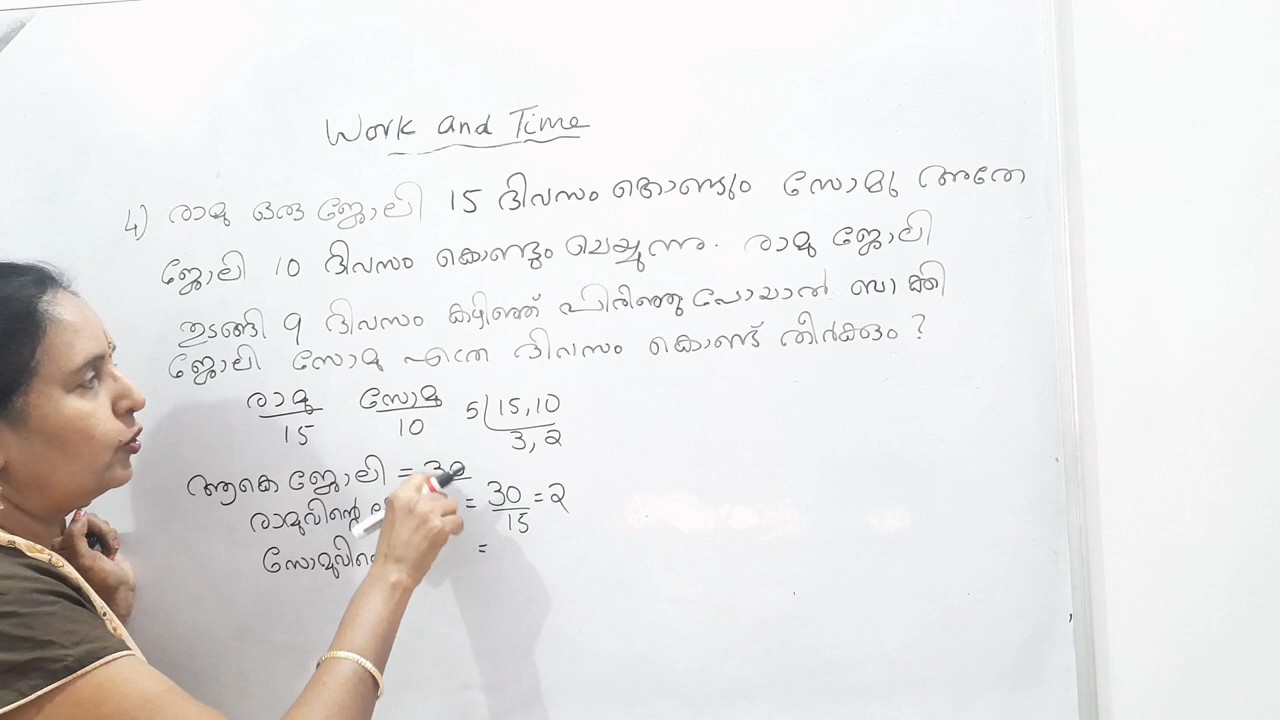 Work and Time
4) രാമു ഒരു ജോലി 15 ദിവസം കൊണ്ടും സോമു അതേ
ജോലി 10 ദിവസം കൊണ്ടും ചെയ്യുന്നു. രാമു ജോലി
തുടങ്ങി 9 ദിവസം കഴിഞ്ഞ് പിരിഞ്ഞു പോയാൽ ബാക്കി
ജോലി സോമു എത്ര ദിവസം കൊണ്ട് തീർക്കും ?
രാമു സോമു 5 15, 10
15 10 3, 2
ആകെ ജോലി = 30
രാമുവിന്റെ = 30/15 = 2
=